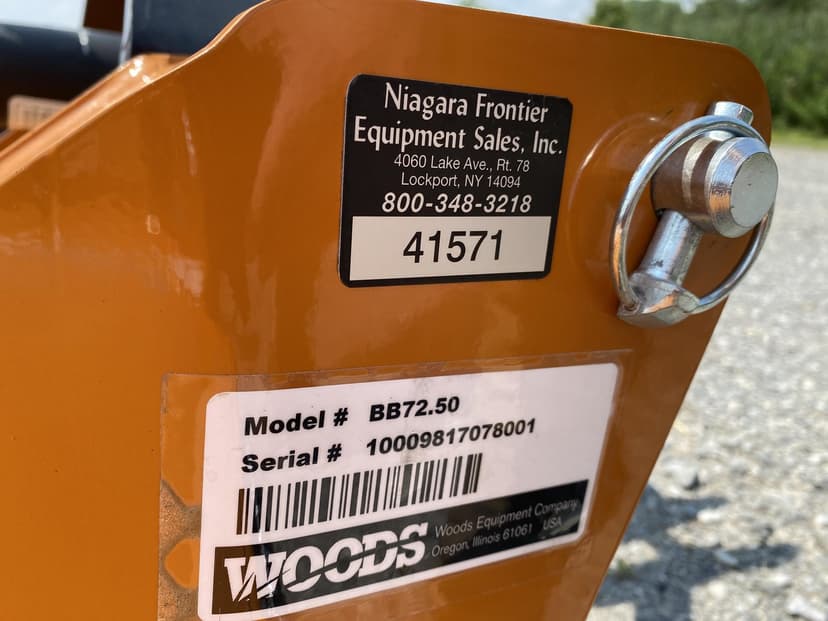 Niagara Frontier
Equipment Sales, Inc.
4060 Lake Ave., Rt. 78
Lockport, NY 14094
800-348-3218
41571
Model # BB72.50
Serial # 10009817078001
WOODS
Woods Equipment Company
Oregon, Illinois 61061 USA